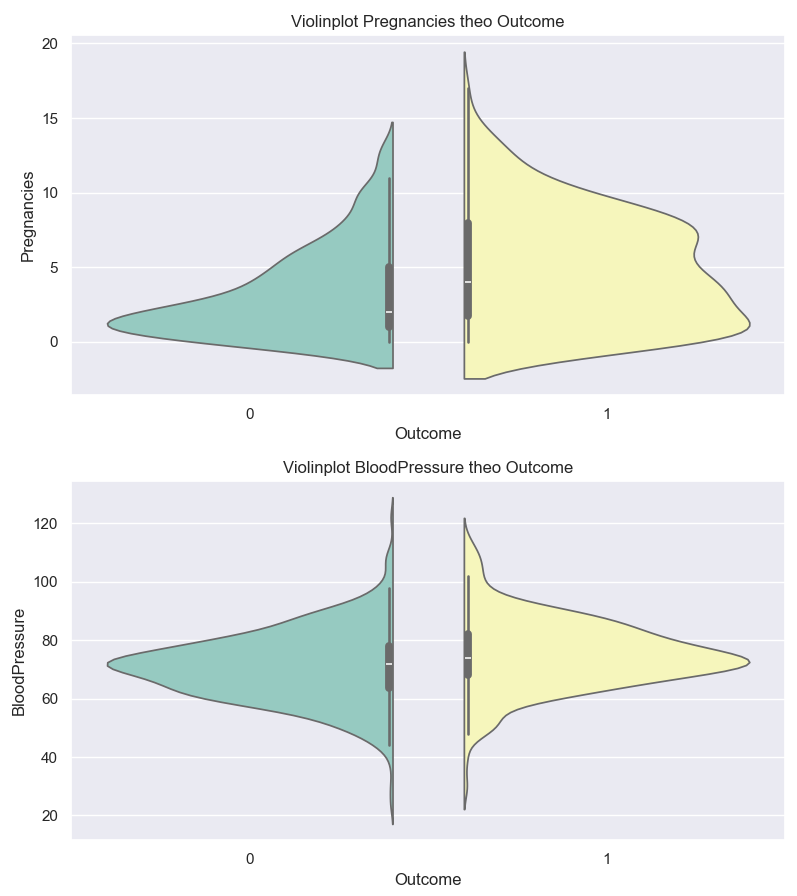 Violinplot Pregnancies theo Outcome
20
15
10
5
0
Pregnancies
0
1
Outcome
Violinplot BloodPressure theo Outcome
120
100
80
60
40
20
BloodPressure
0
1
Outcome